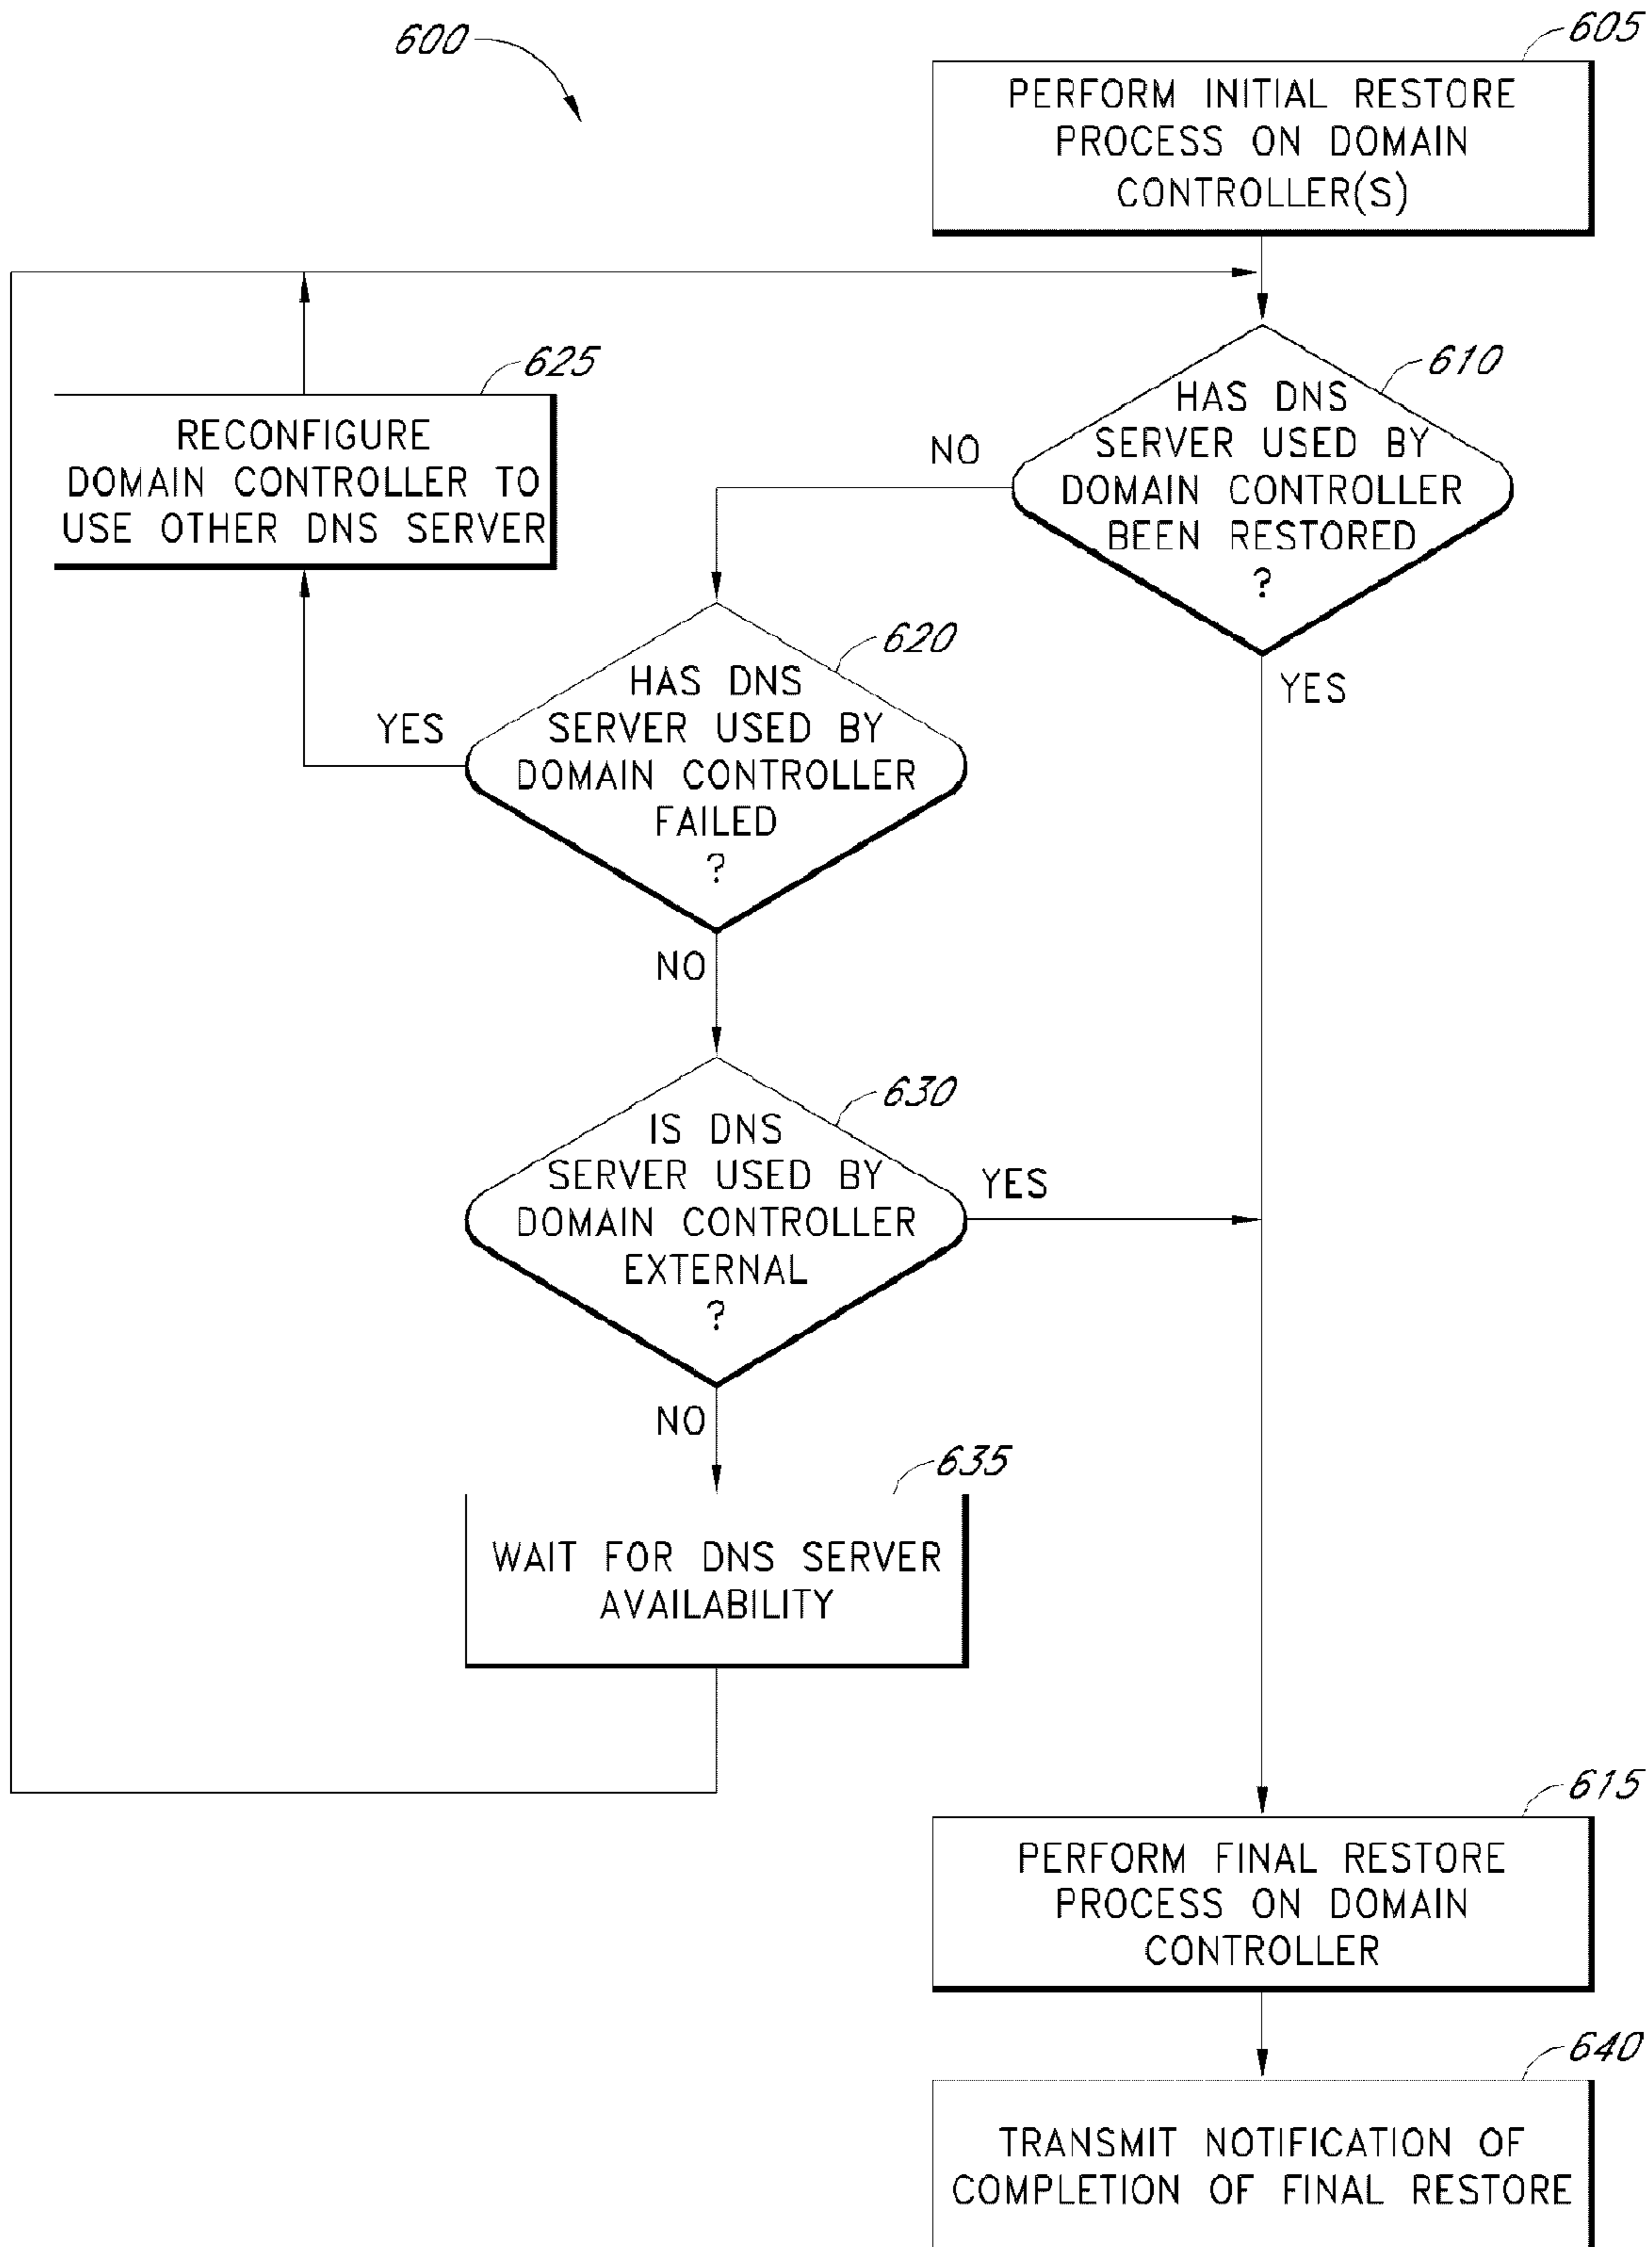 600
605
PERFORM INITIAL RESTORE
PROCESS ON DOMAIN
CONTROLLER(S)
610
HAS DNS
SERVER USED BY
DOMAIN CONTROLLER
BEEN RESTORED
?
NO
YES
625
RECONFIGURE
DOMAIN CONTROLLER TO
USE OTHER DNS SERVER
620
HAS DNS
SERVER USED BY
DOMAIN CONTROLLER
FAILED
?
YES
NO
630
IS DNS
SERVER USED BY
DOMAIN CONTROLLER
EXTERNAL
?
YES
NO
635
WAIT FOR DNS SERVER
AVAILABILITY
615
PERFORM FINAL RESTORE
PROCESS ON DOMAIN
CONTROLLER
640
TRANSMIT NOTIFICATION OF
COMPLETION OF FINAL RESTORE